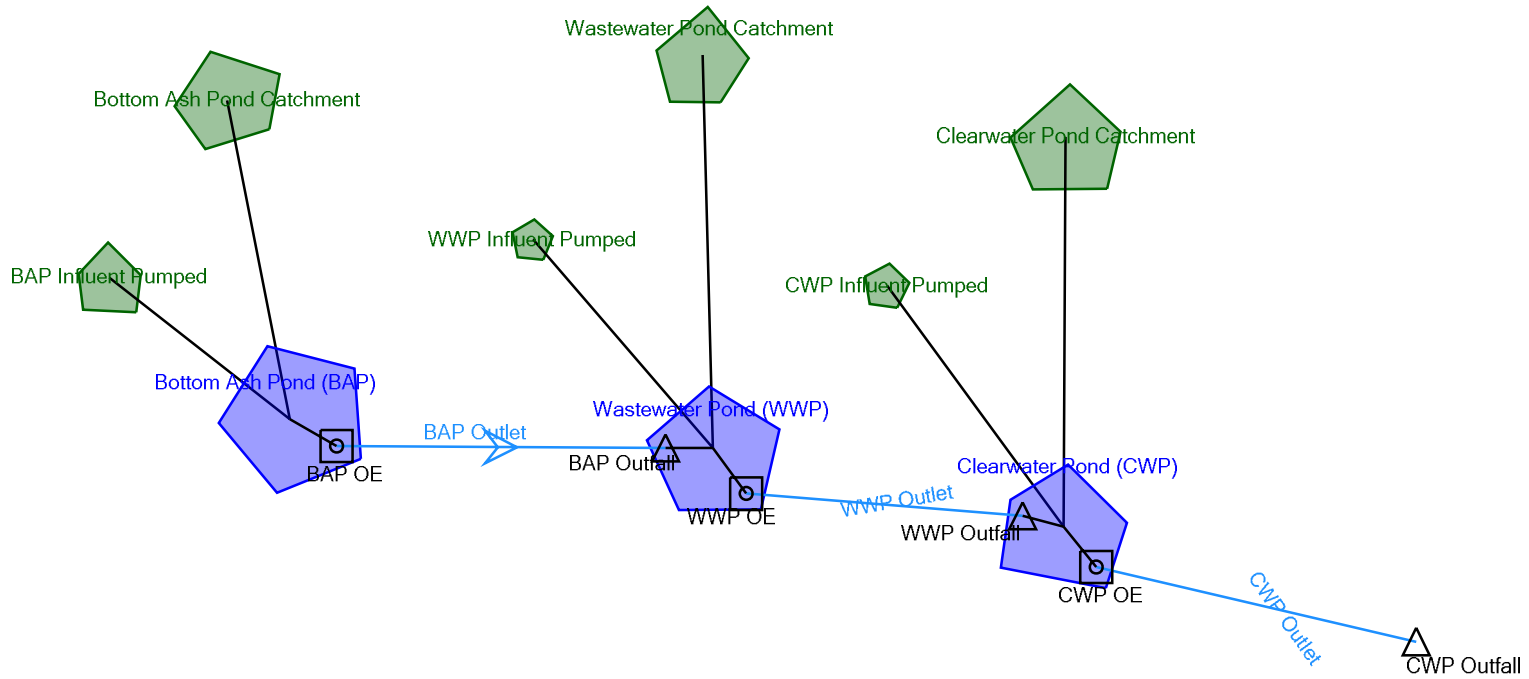 Wastewater Pond Catchment
Bottom Ash Pond Catchment
Clearwater Pond Catchment
WWP Influent Pumped
BAP Influent Pumped
CWP Influent Pumped
Bottom Ash Pond (BAP)
Wastewater Pond (WWP)
BAP Outlet
BAP Outfall
BAP OE
Clearwater Pond (CWP)
WWP Outlet
WWP OE
WWP Outfall
CWP OE
CWP Outlet
CWP Outfall